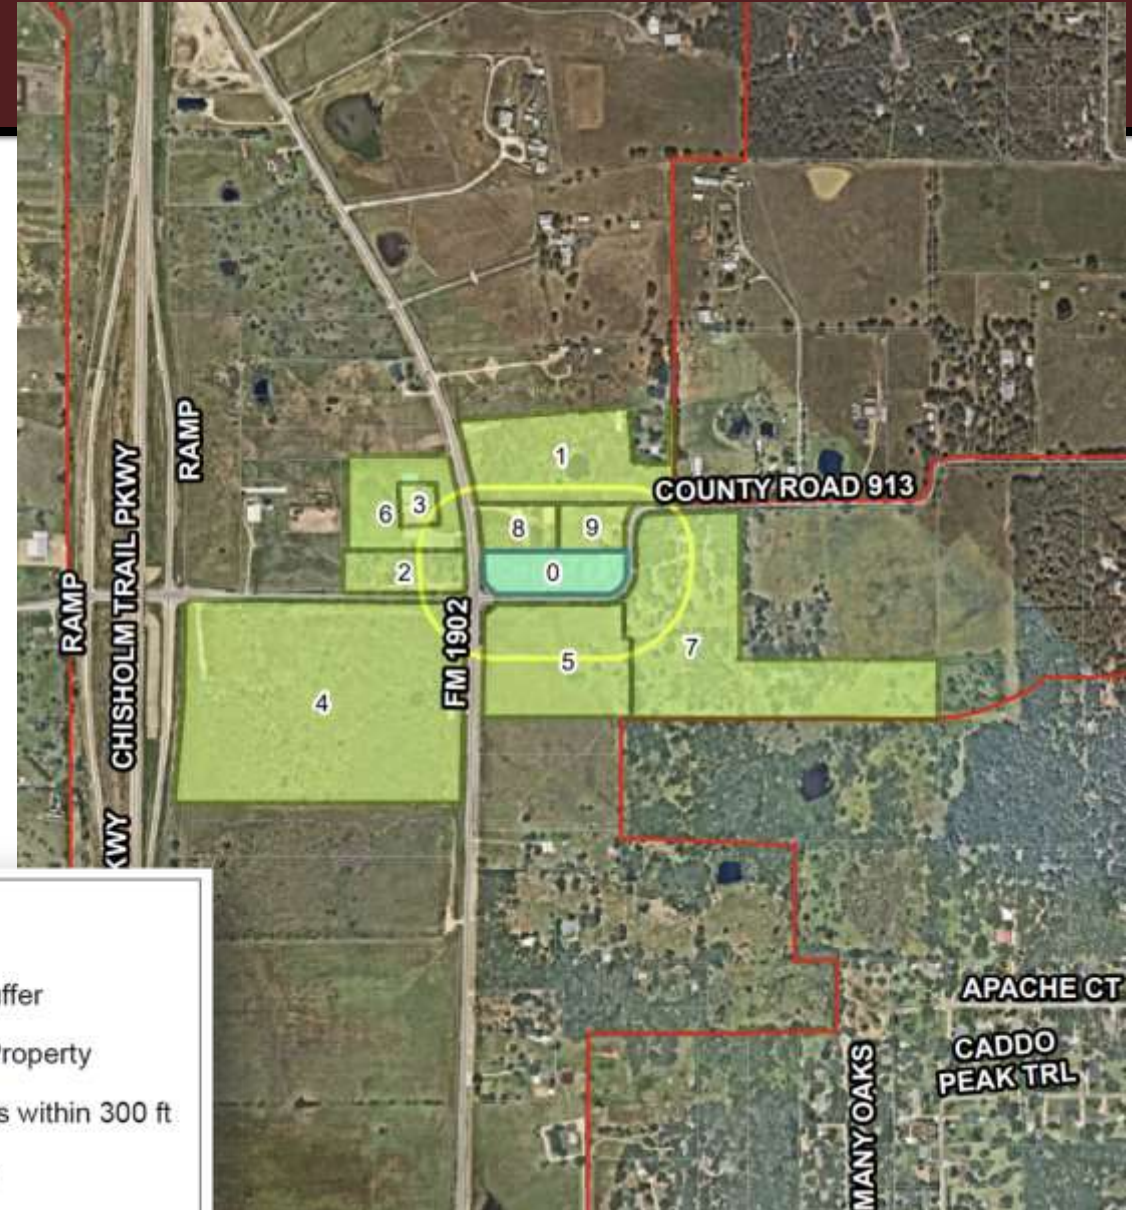 RAMP
CHISHOLM TRAIL PKWY
RAMP
1
COUNTY ROAD 913
3
6
8
9
2
0
FM 1902
5
7
4
KWY
ffer
Property
s within 300 ft
APACHE CT
CADDO
PEAK TRL
MANY OAKS